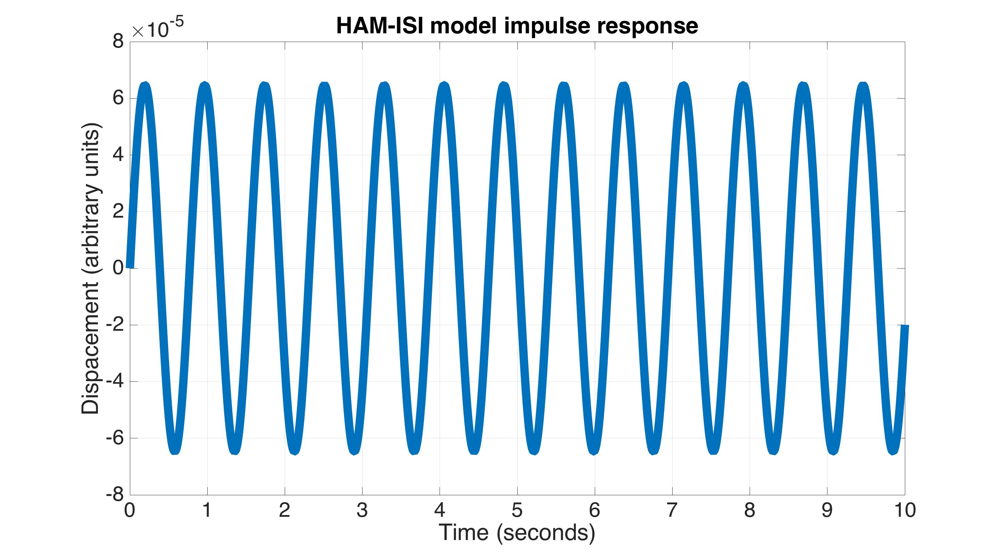 HAM-ISI model impulse response
×10-5
8
6
4
2
0
-2
-4
-6
-8
Dispacement (arbitrary units)
0 1 2 3 4 5 6 7 8 9 10
Time (seconds)